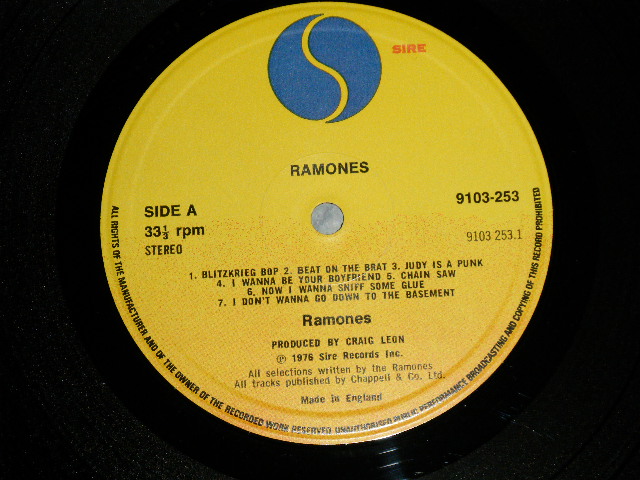 SIRE
RAMONES
SIDE A
33⅓ rpm
STEREO
9103-253
9103 253.1
1. BLITZKRIEG BOP 2. BEAT ON THE BRAT 3. JUDY IS A PUNK
4. I WANNA BE YOUR BOYFRIEND 5. CHAIN SAW
6. NOW I WANNA SNIFF SOME GLUE
7. I DON'T WANNA GO DOWN TO THE BASEMENT
Ramones
PRODUCED BY CRAIG LEON
℗ 1976 Sire Records Inc.
All selections written by the Ramones
All tracks published by Chappell & Co. Ltd.
Made in England
ALL RIGHTS OF THE MANUFACTURER AND OF THE OWNER OF THE RECORDED WORK RESERVED. UNAUTHORISED PUBLIC PERFORMANCE BROADCASTING AND COPYING OF THIS RECORD PROHIBITED